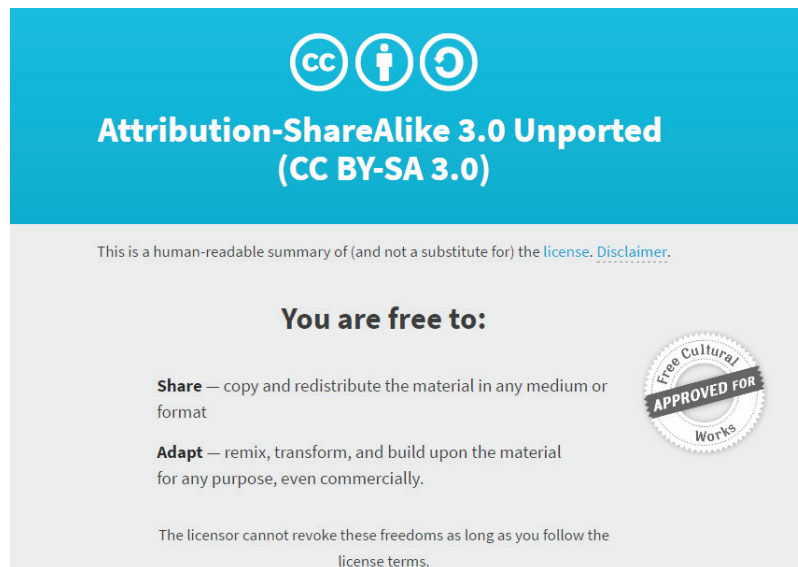 cc
Attribution-ShareAlike 3.0 Unported
(CC BY-SA 3.0)
This is a human-readable summary of (and not a substitute for) the license. Disclaimer.
You are free to:
Share — copy and redistribute the material in any medium or
format
Adapt — remix, transform, and build upon the material
for any purpose, even commercially.
Free Cultural
APPROVED FOR
Works
The licensor cannot revoke these freedoms as long as you follow the
license terms.